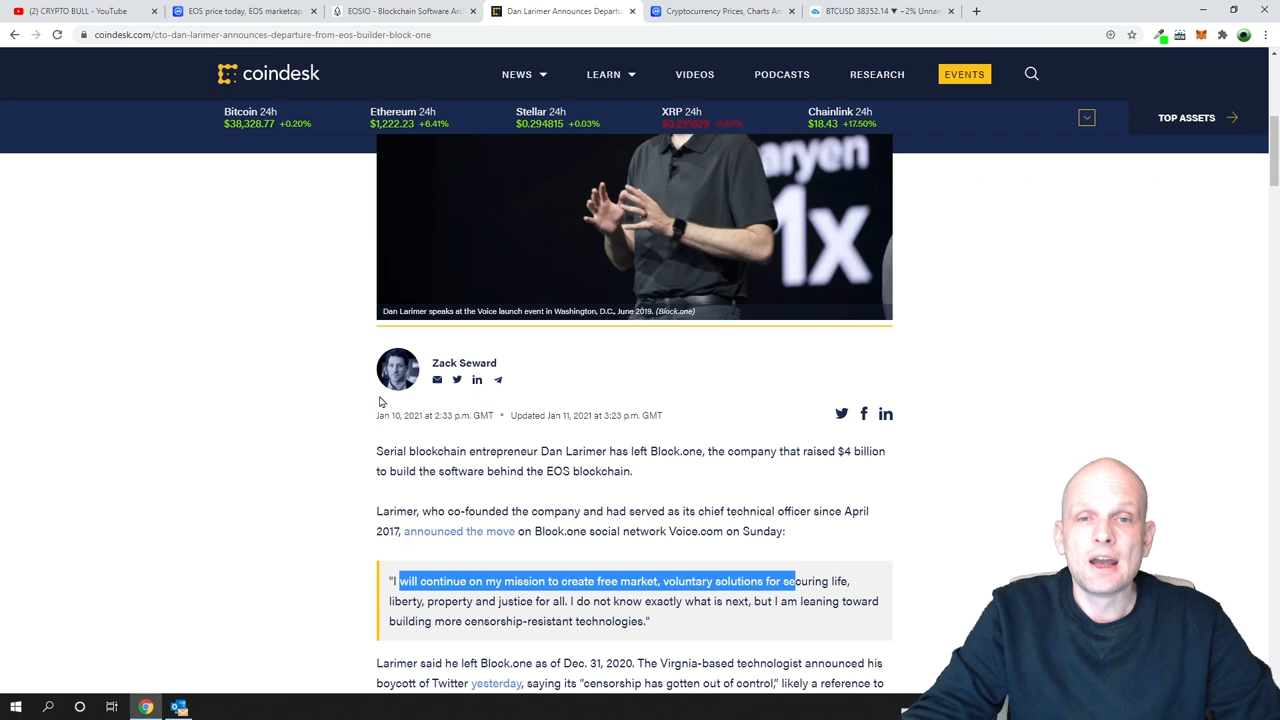 CRYPTO BULL - YouTube
EOS price today, EOS marketcap,
EOSIO - Blockchain Software Arc
Dan Larimer Announces Departu
Cryptocurrency Prices, Charts An
BTCUSD 38352.14 ▼ −2% Unnam
coindesk.com/cto-dan-larimer-announces-departure-from-eos-builder-block-one
coindesk
NEWS
LEARN
VIDEOS
PODCASTS
RESEARCH
EVENTS
Bitcoin 24h
$38,328.77 +0.20%
Ethereum 24h
$1,222.23 +6.41%
Stellar 24h
$0.294815 +0.03%
XRP 24h
Chainlink 24h
$18.43 +17.50%
TOP ASSETS
aryen
1x
Dan Larimer speaks at the Voice launch event in Washington, D.C., June 2019. (Block.one)
Zack Seward
Jan 10, 2021 at 2:33 p.m. GMT • Updated Jan 11, 2021 at 3:23 p.m. GMT
Serial blockchain entrepreneur Dan Larimer has left Block.one, the company that raised $4 billion
to build the software behind the EOS blockchain.
Larimer, who co-founded the company and had served as its chief technical officer since April
2017, announced the move on Block.one social network Voice.com on Sunday:
"I will continue on my mission to create free market, voluntary solutions for securing life,
liberty, property and justice for all. I do not know exactly what is next, but I am leaning toward
building more censorship-resistant technologies."
Larimer said he left Block.one as of Dec. 31, 2020. The Virgnia-based technologist announced his
boycott of Twitter yesterday, saying its “censorship has gotten out of control,” likely a reference to